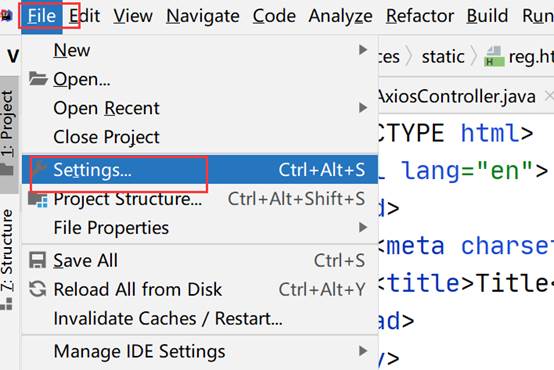 File Edit View Navigate Code Analyze Refactor Build Run
static reg.ht
New
Open...
AxiosController.java
Open Recent
Close Project
Settings... Ctrl+Alt+S
Project Structure... Ctrl+Alt+Shift+S
File Properties
Save All Ctrl+S
Reload All from Disk Ctrl+Alt+Y
Invalidate Caches / Restart...
Manage IDE Settings
1: Project
7: Structure
CTYPE html>
l lang="en">
d>
<meta charset
<title>Title<
ad>
y>